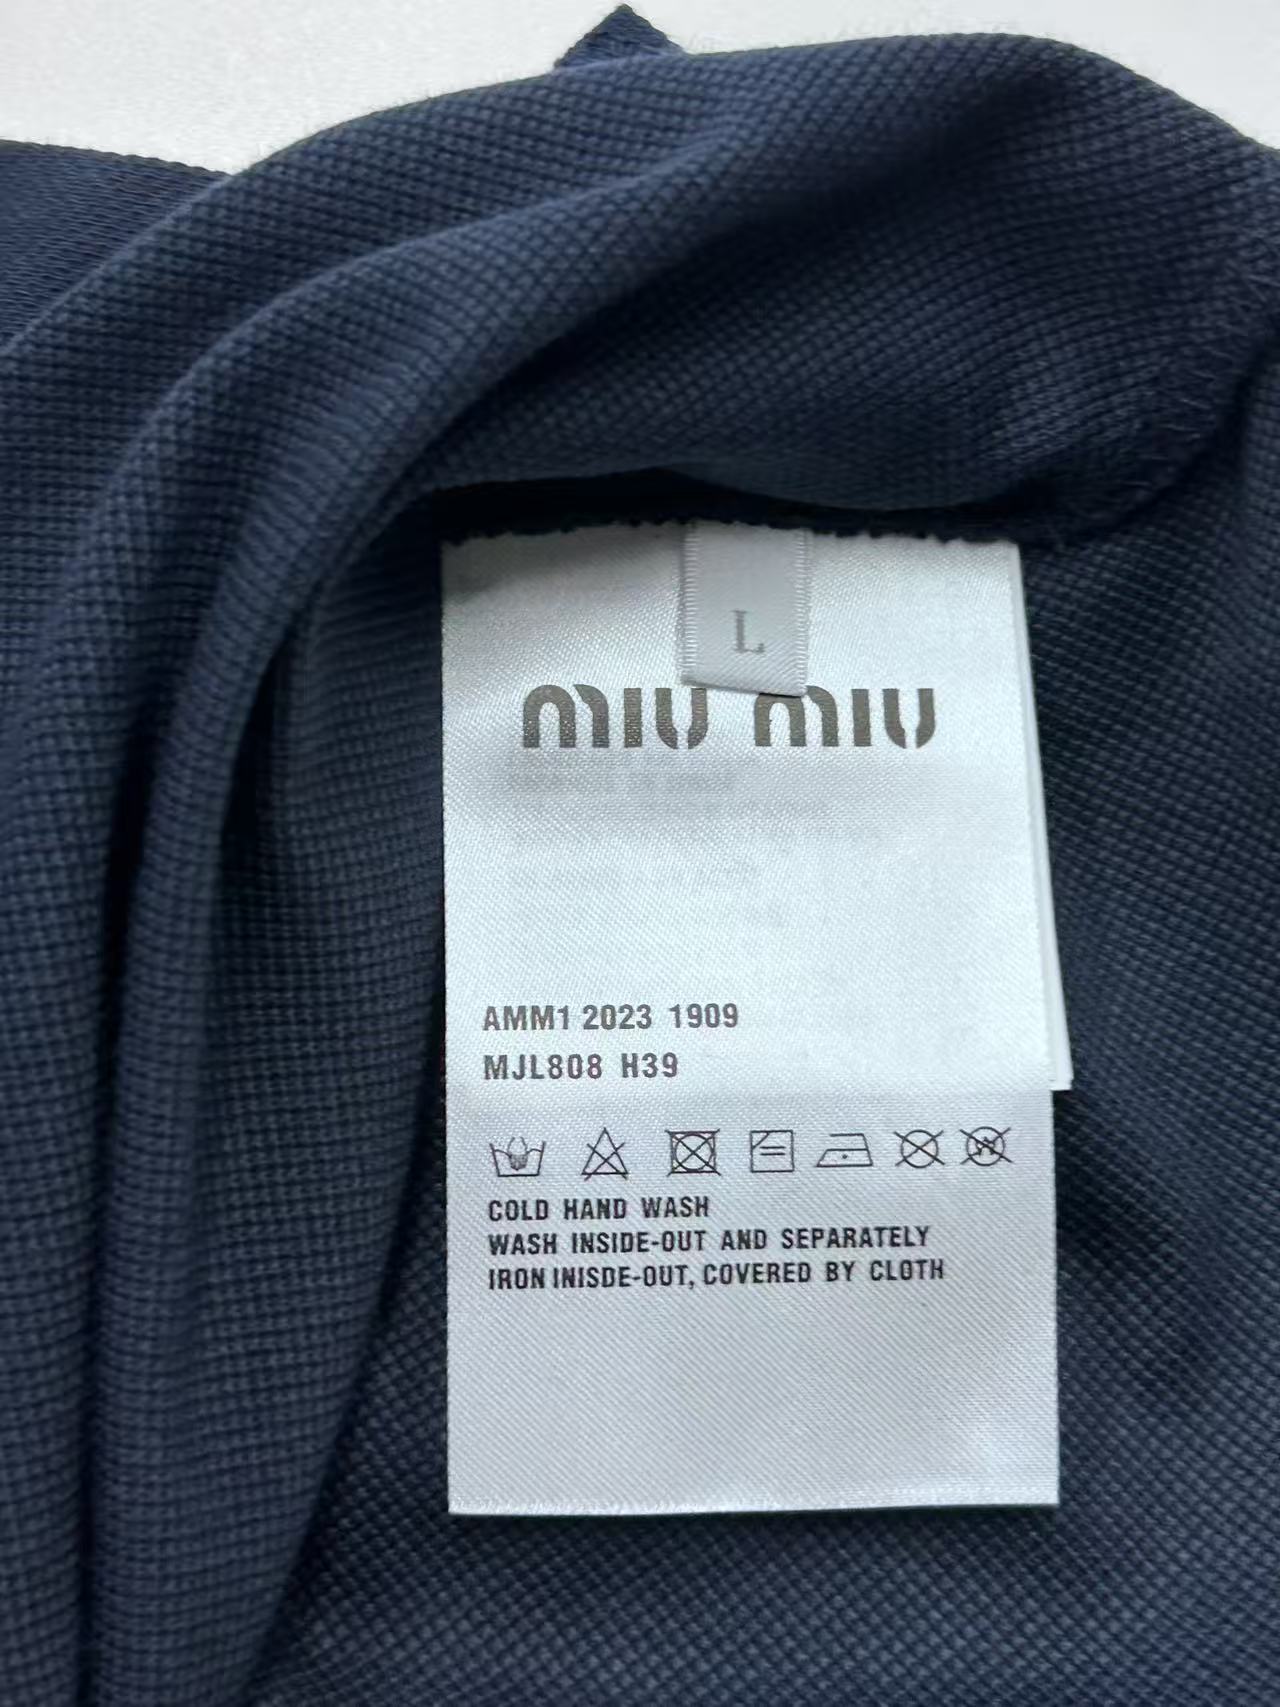 L
MIU MIU
AMM1 2023 1909
MJL808 H39
W
COLD HAND WASH
WASH INSIDE-OUT AND SEPARATELY
IRON INISDE-OUT, COVERED BY CLOTH